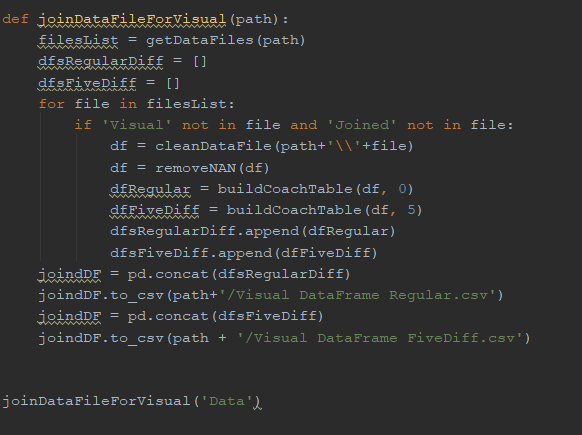 def joinDataFileForVisual(path):
    filesList = getDataFiles(path)
    dfsRegularDiff = []
    dfsFiveDiff = []
    for file in filesList:
        if 'Visual' not in file and 'Joined' not in file:
            df = cleanDataFile(path+'\\'+file)
            df = removeNAN(df)
            dfRegular = buildCoachTable(df, 0)
            dfFiveDiff = buildCoachTable(df, 5)
            dfsRegularDiff.append(dfRegular)
            dfsFiveDiff.append(dfFiveDiff)
    joindDF = pd.concat(dfsRegularDiff)
    joindDF.to_csv(path+'/Visual DataFrame Regular.csv')
    joindDF = pd.concat(dfsFiveDiff)
    joindDF.to_csv(path + '/Visual DataFrame FiveDiff.csv')
joinDataFileForVisual('Data')